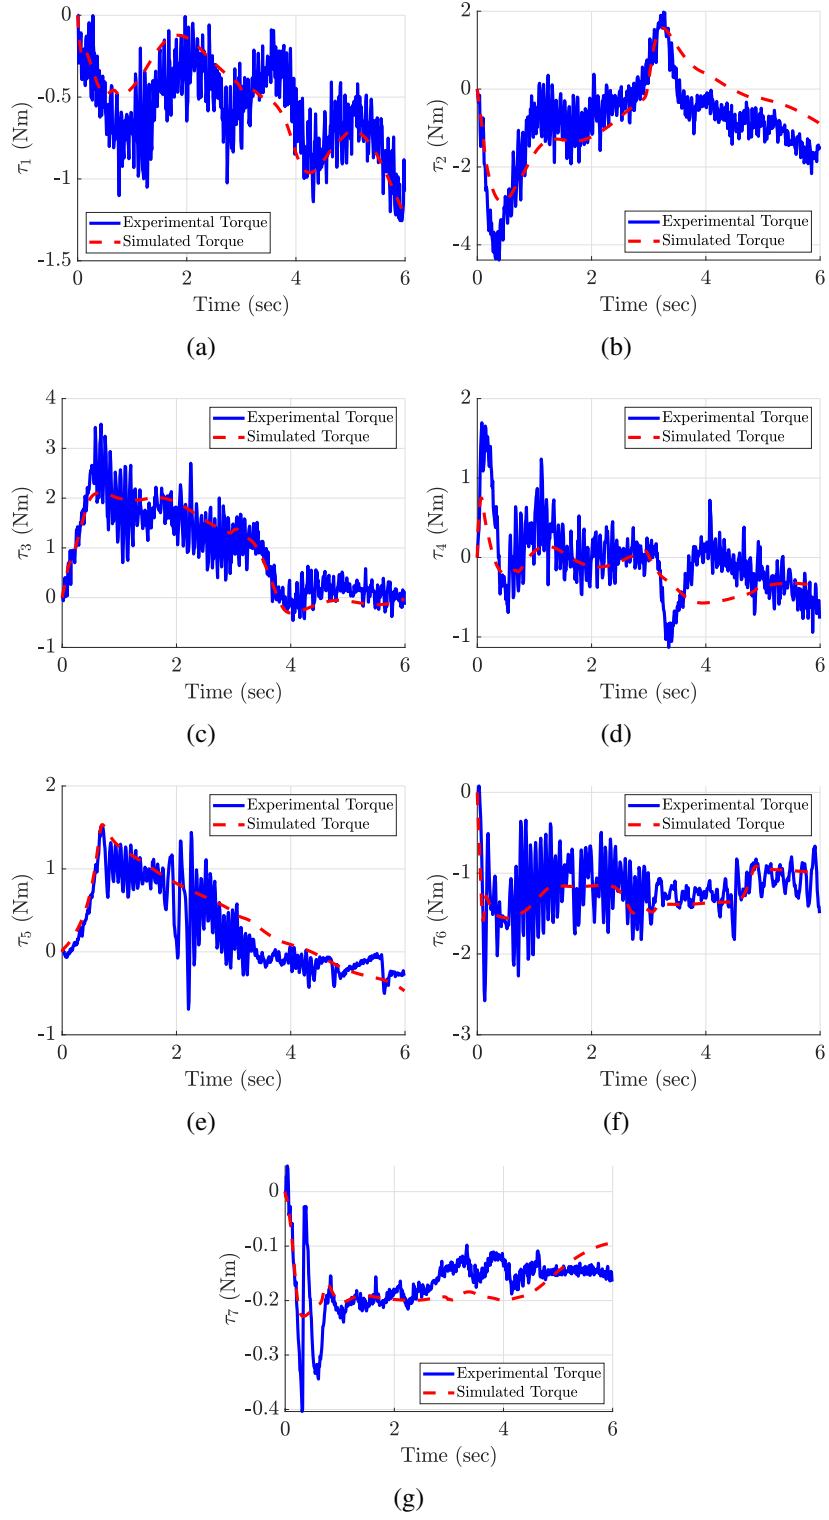 0
-0.5
-1
-1.5
τ1 (Nm)
Experimental Torque
Simulated Torque
0 2 4 6
Time (sec)
(a)
2
0
-2
-4
τ2 (Nm)
Experimental Torque
Simulated Torque
0 2 4 6
Time (sec)
(b)
4
3
2
1
0
-1
τ3 (Nm)
Experimental Torque
Simulated Torque
0 2 4 6
Time (sec)
(c)
2
1
0
-1
τ4 (Nm)
Experimental Torque
Simulated Torque
0 2 4 6
Time (sec)
(d)
2
1
0
-1
τ5 (Nm)
Experimental Torque
Simulated Torque
0 2 4 6
Time (sec)
(e)
0
-1
-2
-3
τ6 (Nm)
Experimental Torque
Simulated Torque
0 2 4 6
Time (sec)
(f)
0
-0.1
-0.2
-0.3
-0.4
τ7 (Nm)
Experimental Torque
Simulated Torque
0 2 4 6
Time (sec)
(g)